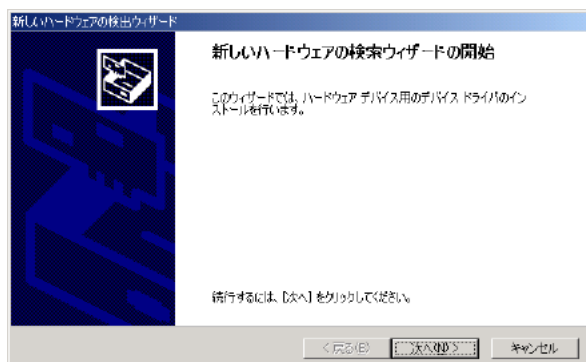 新しいハードウェアの検出ウィザード
新しいハードウェアの検索ウィザードの開始
このウィザードでは、ハードウェア デバイス用のデバイス ドライバのイン
ストールを行います。
続行するには、[次へ] をクリックしてください。
< 戻る(B)
次へ(N) >
キャンセル